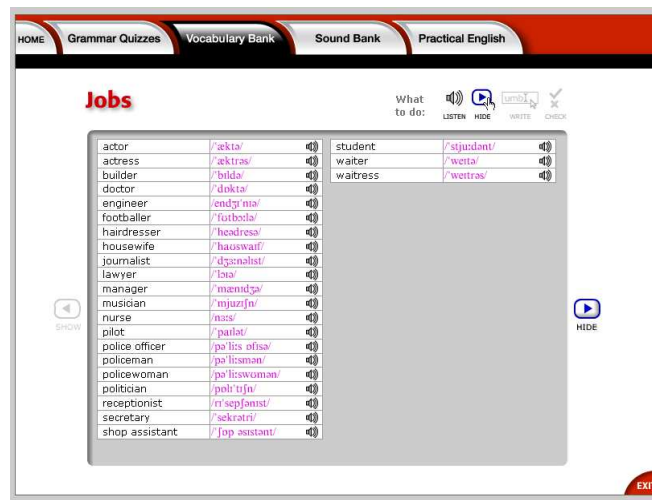 HOME Grammar Quizzes Vocabulary Bank Sound Bank Practical English
Jobs
What to do:
LISTEN HIDE WRITE CHECK
umb
actor /ˈæktə/
actress /ˈæktrəs/
builder /ˈbɪldə/
doctor /ˈdɒktə/
engineer /endʒɪˈnɪə/
footballer /ˈfʊtbɔːlə/
hairdresser /ˈheədresə/
housewife /ˈhaʊswaɪf/
journalist /ˈdʒɜːnəlɪst/
lawyer /ˈlɔɪə/
manager /ˈmænɪdʒə/
musician /mjuzɪʃn/
nurse /nɜːs/
pilot /ˈpaɪlət/
police officer /pəˈliːs ɒfɪsə/
policeman /pəˈliːsmən/
policewoman /pəˈliːswʊmən/
politician /pɒlɪˈtɪʃn/
receptionist /rɪˈsepʃənɪst/
secretary /ˈsekrətri/
shop assistant /ˈʃɒp əsɪstənt/
student /ˈstjuːdənt/
waiter /ˈweɪtə/
waitress /ˈweɪtrəs/
SHOW
HIDE
EXIT